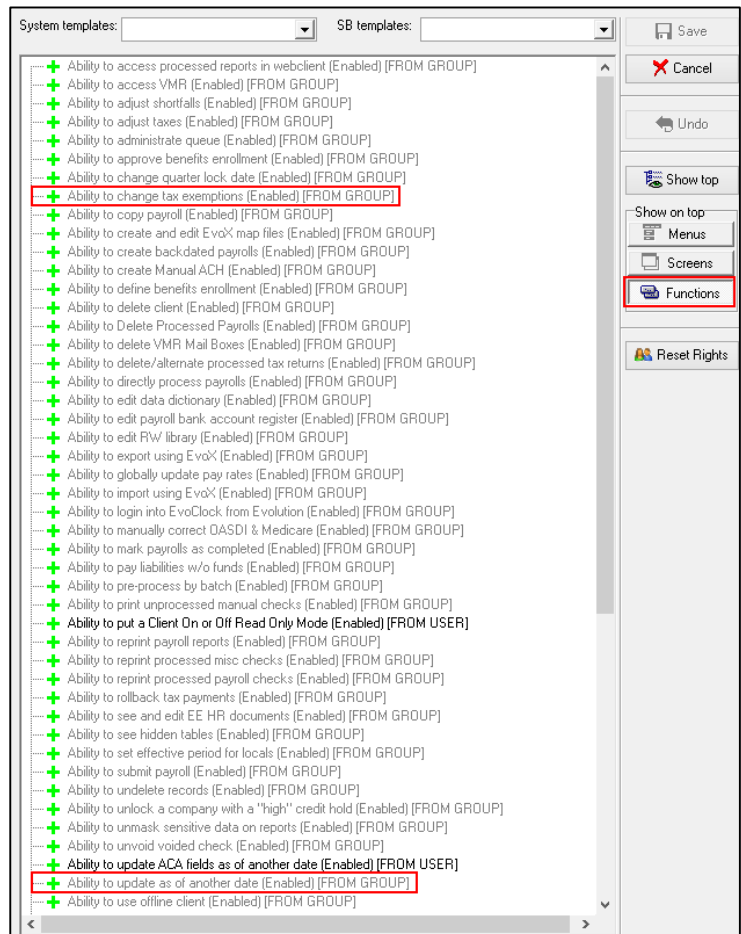 System templates: SB templates:
Save
Cancel
Undo
Show top
Show on top
Menus
Screens
Functions
Reset Rights
Ability to access processed reports in webclient (Enabled) [FROM GROUP]
Ability to access VMR (Enabled) [FROM GROUP]
Ability to adjust shortfalls (Enabled) [FROM GROUP]
Ability to adjust taxes (Enabled) [FROM GROUP]
Ability to administrate queue (Enabled) [FROM GROUP]
Ability to approve benefits enrollment (Enabled) [FROM GROUP]
Ability to change quarter lock date (Enabled) [FROM GROUP]
Ability to change tax exemptions (Enabled) [FROM GROUP]
Ability to copy payroll (Enabled) [FROM GROUP]
Ability to create and edit EvoX map files (Enabled) [FROM GROUP]
Ability to create backdated payrolls (Enabled) [FROM GROUP]
Ability to create Manual ACH (Enabled) [FROM GROUP]
Ability to define benefits enrollment (Enabled) [FROM GROUP]
Ability to delete client (Enabled) [FROM GROUP]
Ability to Delete Processed Payrolls (Enabled) [FROM GROUP]
Ability to delete VMR Mail Boxes (Enabled) [FROM GROUP]
Ability to delete/alternate processed tax returns (Enabled) [FROM GROUP]
Ability to directly process payrolls (Enabled) [FROM GROUP]
Ability to edit data dictionary (Enabled) [FROM GROUP]
Ability to edit payroll bank account register (Enabled) [FROM GROUP]
Ability to edit RW library (Enabled) [FROM GROUP]
Ability to export using EvoX (Enabled) [FROM GROUP]
Ability to globally update pay rates (Enabled) [FROM GROUP]
Ability to import using EvoX (Enabled) [FROM GROUP]
Ability to login into EvoClock from Evolution (Enabled) [FROM GROUP]
Ability to manually correct OASDI & Medicare (Enabled) [FROM GROUP]
Ability to mark payrolls as completed (Enabled) [FROM GROUP]
Ability to pay liabilities w/o funds (Enabled) [FROM GROUP]
Ability to pre-process by batch (Enabled) [FROM GROUP]
Ability to print unprocessed manual checks (Enabled) [FROM GROUP]
Ability to put a Client On or Off Read Only Mode (Enabled) [FROM USER]
Ability to reprint payroll reports (Enabled) [FROM GROUP]
Ability to reprint processed misc checks (Enabled) [FROM GROUP]
Ability to reprint processed payroll checks (Enabled) [FROM GROUP]
Ability to rollback tax payments (Enabled) [FROM GROUP]
Ability to see and edit EE HR documents (Enabled) [FROM GROUP]
Ability to see hidden tables (Enabled) [FROM GROUP]
Ability to set effective period for locals (Enabled) [FROM GROUP]
Ability to submit payroll (Enabled) [FROM GROUP]
Ability to undelete records (Enabled) [FROM GROUP]
Ability to unlock a company with a "high" credit hold (Enabled) [FROM GROUP]
Ability to unmask sensitive data on reports (Enabled) [FROM GROUP]
Ability to unvoid voided check (Enabled) [FROM GROUP]
Ability to update ACA fields as of another date (Enabled) [FROM USER]
Ability to update as of another date (Enabled) [FROM GROUP]
Ability to use offline client (Enabled) [FROM GROUP]